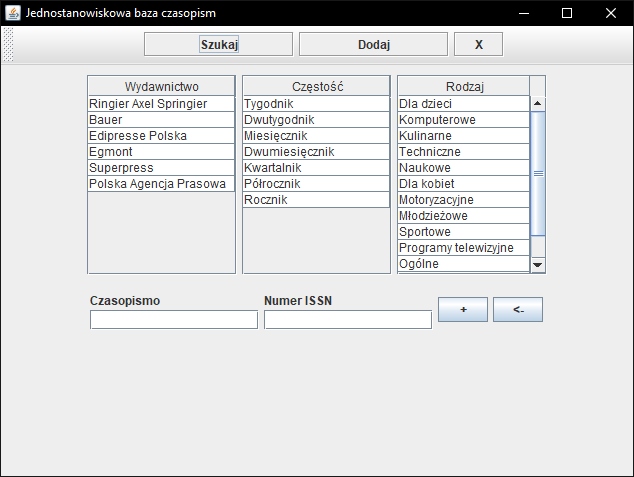 Jednostanowiskowa baza czasopism
Szukaj Dodaj X
Wydawnictwo Częstość Rodzaj
Ringier Axel Springier Tygodnik Dla dzieci
Bauer Dwutygodnik Komputerowe
Edipresse Polska Miesięcznik Kulinarne
Egmont Dwumiesięcznik Techniczne
Superpress Kwartalnik Naukowe
Polska Agencja Prasowa Półrocznik Dla kobiet
Rocznik Motoryzacyjne
Młodzieżowe
Sportowe
Programy telewizyjne
Ogólne
Czasopismo Numer ISSN
+ <-